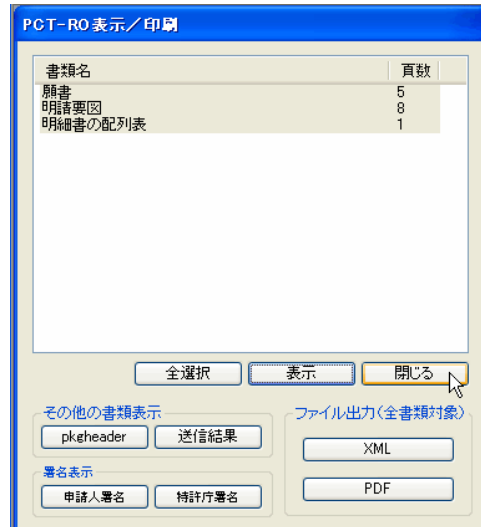 PCT-RO表示／印刷
書類名 頁数
願書 5
明請要図 8
明細書の配列表 1
全選択 表示 閉じる
その他の書類表示 ファイル出力(全書類対象)
pkgheader 送信結果 XML
署名表示
申請人署名 特許庁署名 PDF